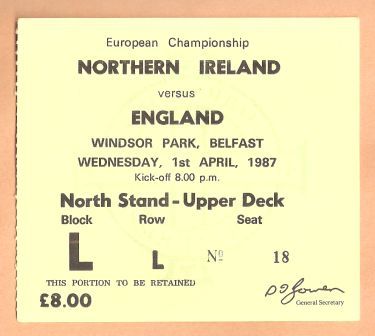 European Championship
NORTHERN IRELAND
versus
ENGLAND
WINDSOR PARK, BELFAST
WEDNESDAY, 1st APRIL, 1987
Kick-off 8.00 p.m.
North Stand - Upper Deck
Block Row Seat
L L Nº 18
THIS PORTION TO BE RETAINED
£8.00
General Secretary